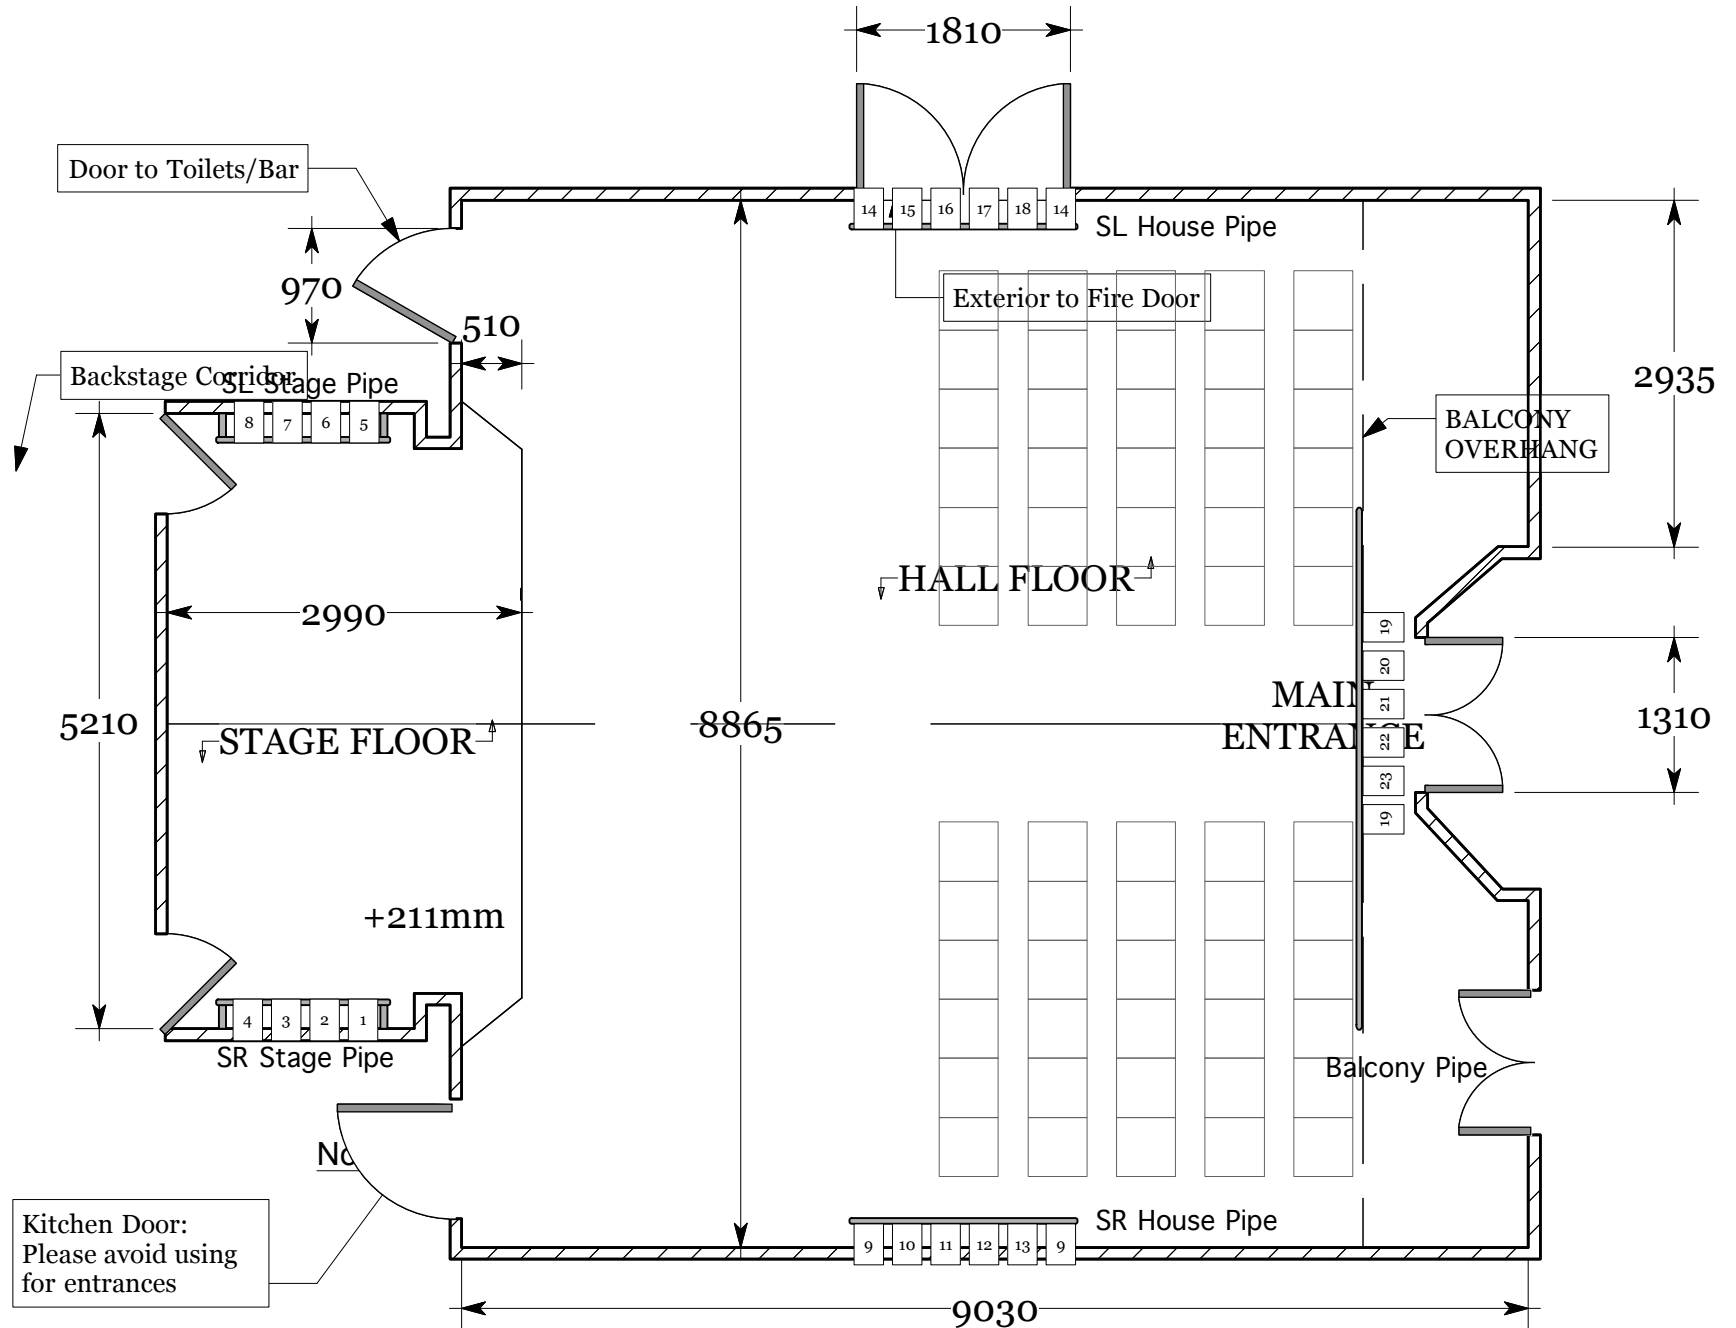 1810
Door to Toilets/Bar
14 15 16 17 18 14
SL House Pipe
970
Exterior to Fire Door
510
Backstage Corridor
SL Stage Pipe
2935
8 7 6 5
BALCONY
OVERHANG
HALL FLOOR
2990
19
20
MAIN
21
5210
STAGE FLOOR
8865
ENTRANCE
22
1310
23
19
+211mm
4 3 2 1
SR Stage Pipe
Balcony Pipe
Kitchen Door:
Please avoid using
for entrances
SR House Pipe
9 10 11 12 13 9
9030